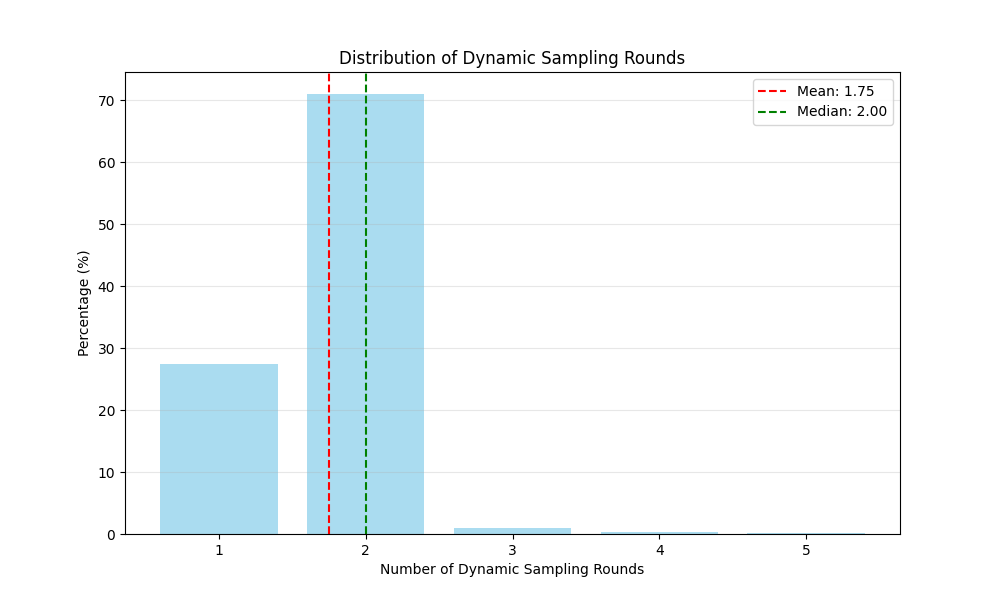 Distribution of Dynamic Sampling Rounds
Mean: 1.75
Median: 2.00
Percentage (%)
70
60
50
40
30
20
10
0
1 2 3 4 5
Number of Dynamic Sampling Rounds